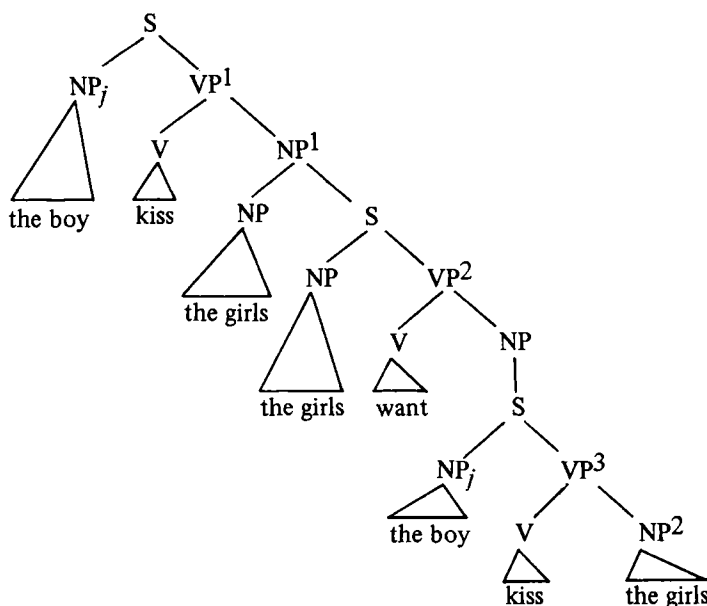 S
NPj VP1
V NP1
the boy kiss NP S
the girls NP VP2
V NP
the girls want S
NPj VP3
the boy V NP2
kiss the girls